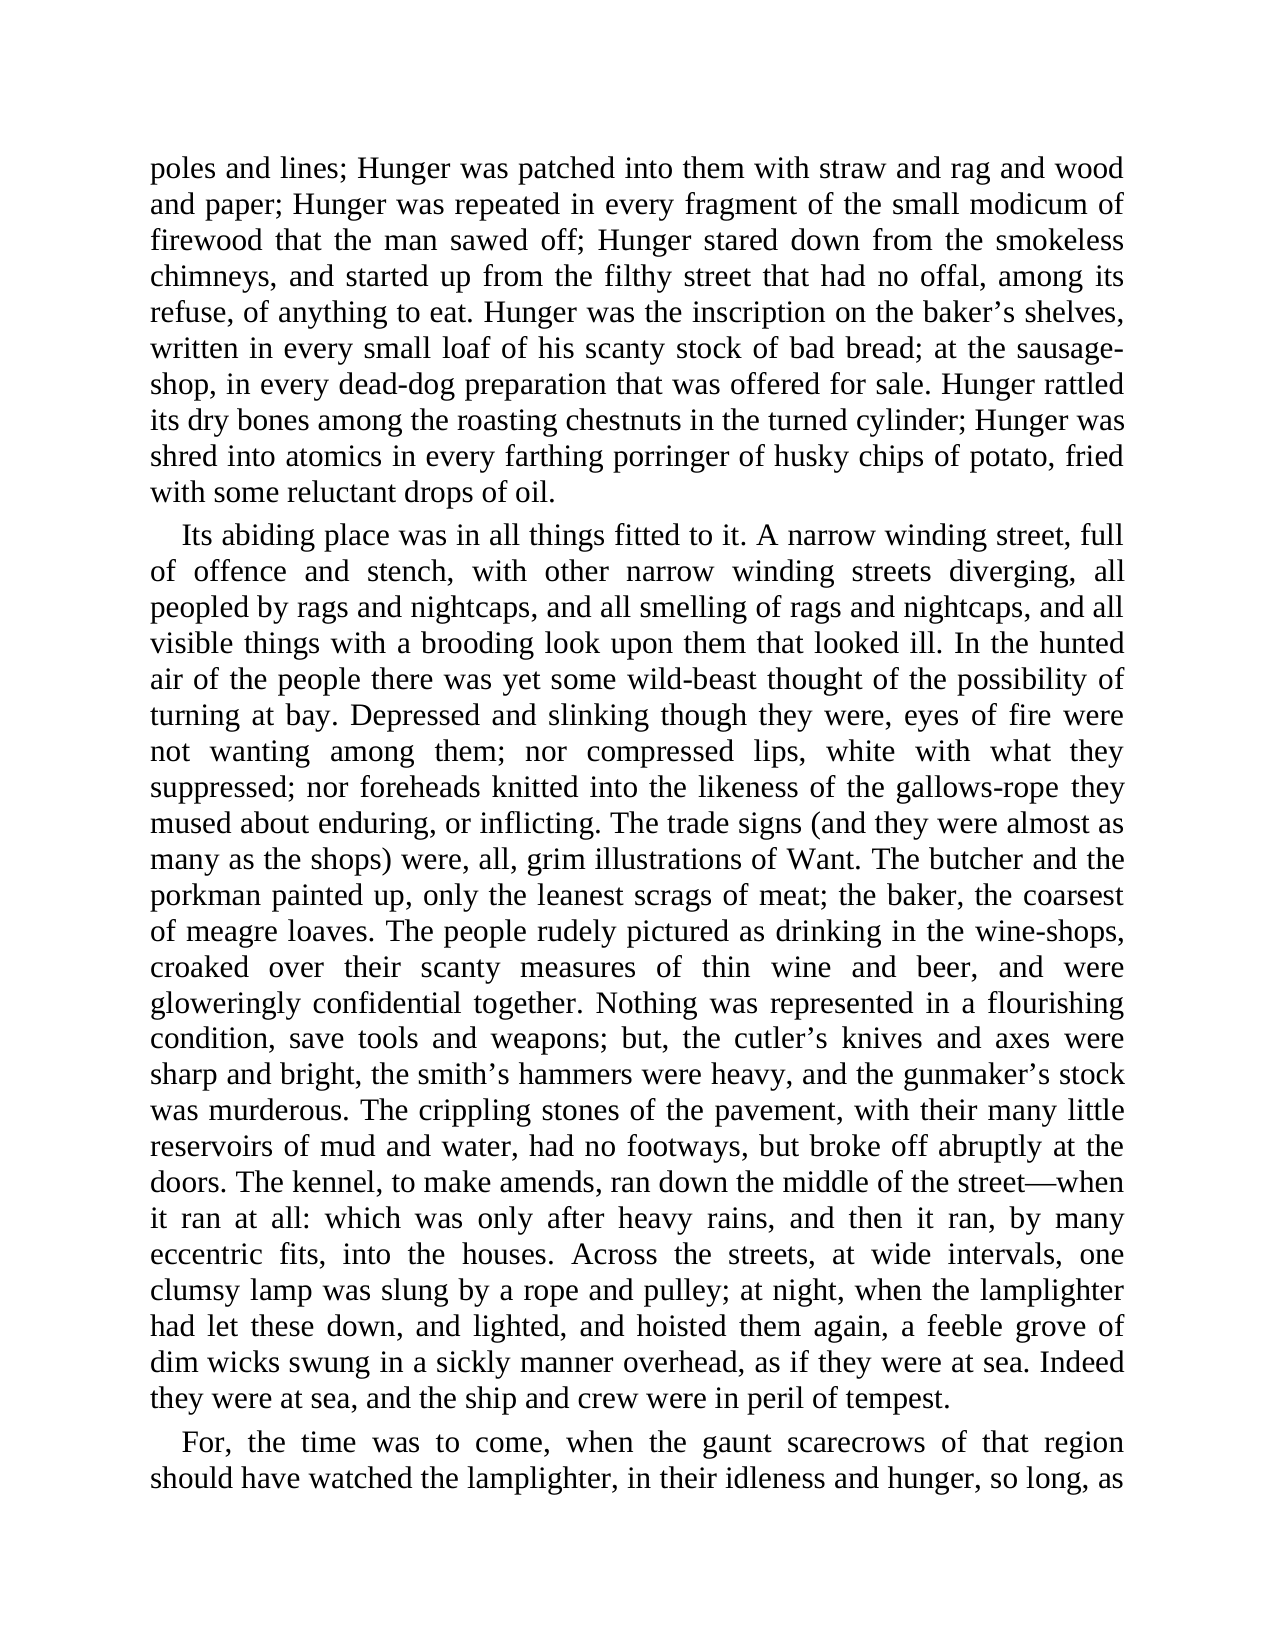 poles and lines; Hunger was patched into them with straw and rag and wood
and paper; Hunger was repeated in every fragment of the small modicum of
firewood that the man sawed off; Hunger stared down from the smokeless
chimneys, and started up from the filthy street that had no offal, among its
refuse, of anything to eat. Hunger was the inscription on the baker’s shelves,
written in every small loaf of his scanty stock of bad bread; at the sausage-
shop, in every dead-dog preparation that was offered for sale. Hunger rattled
its dry bones among the roasting chestnuts in the turned cylinder; Hunger was
shred into atomics in every farthing porringer of husky chips of potato, fried
with some reluctant drops of oil.
Its abiding place was in all things fitted to it. A narrow winding street, full
of offence and stench, with other narrow winding streets diverging, all
peopled by rags and nightcaps, and all smelling of rags and nightcaps, and all
visible things with a brooding look upon them that looked ill. In the hunted
air of the people there was yet some wild-beast thought of the possibility of
turning at bay. Depressed and slinking though they were, eyes of fire were
not wanting among them; nor compressed lips, white with what they
suppressed; nor foreheads knitted into the likeness of the gallows-rope they
mused about enduring, or inflicting. The trade signs (and they were almost as
many as the shops) were, all, grim illustrations of Want. The butcher and the
porkman painted up, only the leanest scrags of meat; the baker, the coarsest
of meagre loaves. The people rudely pictured as drinking in the wine-shops,
croaked over their scanty measures of thin wine and beer, and were
gloweringly confidential together. Nothing was represented in a flourishing
condition, save tools and weapons; but, the cutler’s knives and axes were
sharp and bright, the smith’s hammers were heavy, and the gunmaker’s stock
was murderous. The crippling stones of the pavement, with their many little
reservoirs of mud and water, had no footways, but broke off abruptly at the
doors. The kennel, to make amends, ran down the middle of the street—when
it ran at all: which was only after heavy rains, and then it ran, by many
eccentric fits, into the houses. Across the streets, at wide intervals, one
clumsy lamp was slung by a rope and pulley; at night, when the lamplighter
had let these down, and lighted, and hoisted them again, a feeble grove of
dim wicks swung in a sickly manner overhead, as if they were at sea. Indeed
they were at sea, and the ship and crew were in peril of tempest.
For, the time was to come, when the gaunt scarecrows of that region
should have watched the lamplighter, in their idleness and hunger, so long, as